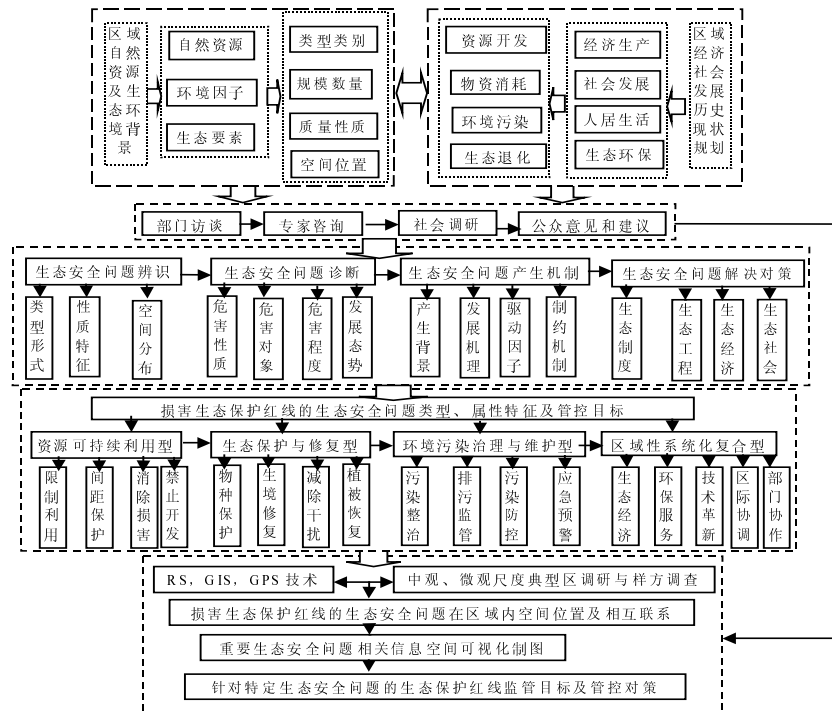 区域自然资源及生态环境背景
自然资源
环境因子
生态要素
类型类别
规模数量
质量性质
空间位置
资源开发
物资消耗
环境污染
生态退化
经济生产
社会发展
人居生活
生态环保
区域经济社会发展历史现状规划
部门访谈
专家咨询
社会调研
公众意见和建议
生态安全问题辨识
生态安全问题诊断
生态安全问题产生机制
生态安全问题解决对策
类型形式
性质特征
空间分布
危害性质
危害对象
危害程度
发展态势
产生背景
发展机理
驱动因子
制约机制
生态制度
生态工程
生态经济
生态社会
损害生态保护红线的生态安全问题类型、属性特征及管控目标
资源可持续利用型
生态保护与修复型
环境污染治理与维护型
区域性系统化复合型
限制利用
间距保护
消除损害
禁止开发
物种保护
生境修复
减除干扰
植被恢复
污染整治
排污监管
污染防控
应急预警
生态经济
环保服务
技术革新
区际协调
部门协作
RS，GIS，GPS 技术
中观、微观尺度典型区调研与样方调查
损害生态保护红线的生态安全问题在区域内空间位置及相互联系
重要生态安全问题相关信息空间可视化制图
针对特定生态安全问题的生态保护红线监管目标及管控对策